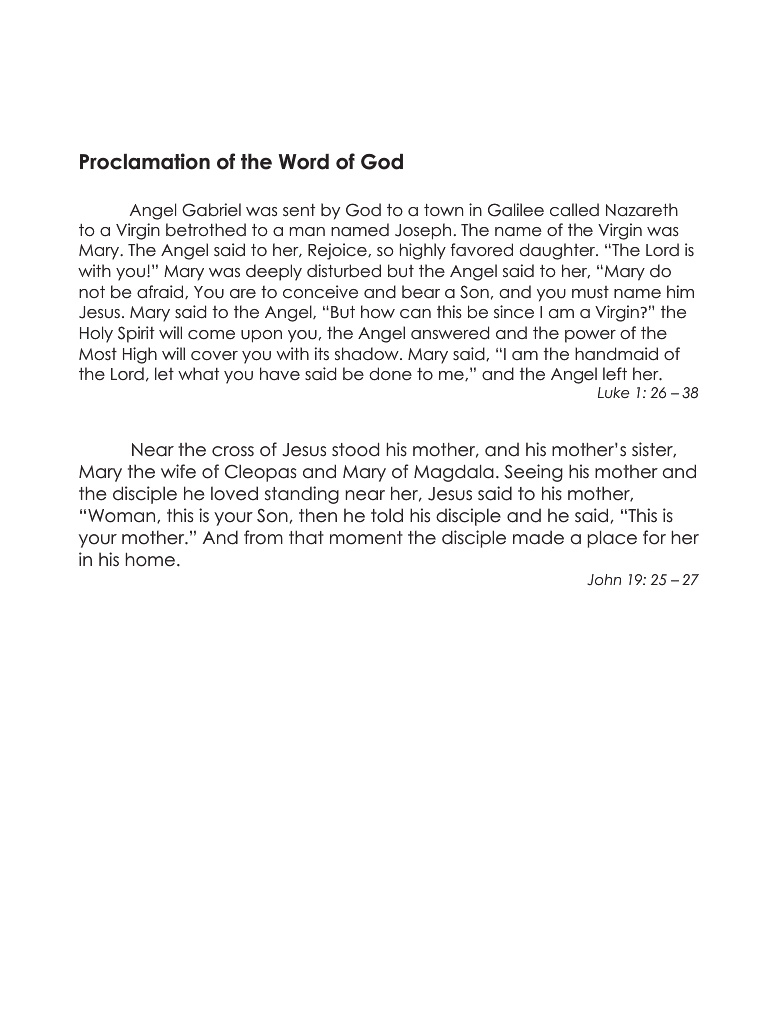 Proclamation of the Word of God
Angel Gabriel was sent by God to a town in Galilee called Nazareth
to a Virgin betrothed to a man named Joseph. The name of the Virgin was
Mary. The Angel said to her, Rejoice, so highly favored daughter. “The Lord is
with you!” Mary was deeply disturbed but the Angel said to her, “Mary do
not be afraid, You are to conceive and bear a Son, and you must name him
Jesus. Mary said to the Angel, “But how can this be since I am a Virgin?” the
Holy Spirit will come upon you, the Angel answered and the power of the
Most High will cover you with its shadow. Mary said, “I am the handmaid of
the Lord, let what you have said be done to me,” and the Angel left her.
Luke 1: 26 – 38
Near the cross of Jesus stood his mother, and his mother’s sister,
Mary the wife of Cleopas and Mary of Magdala. Seeing his mother and
the disciple he loved standing near her, Jesus said to his mother,
“Woman, this is your Son, then he told his disciple and he said, “This is
your mother.” And from that moment the disciple made a place for her
in his home.
John 19: 25 – 27